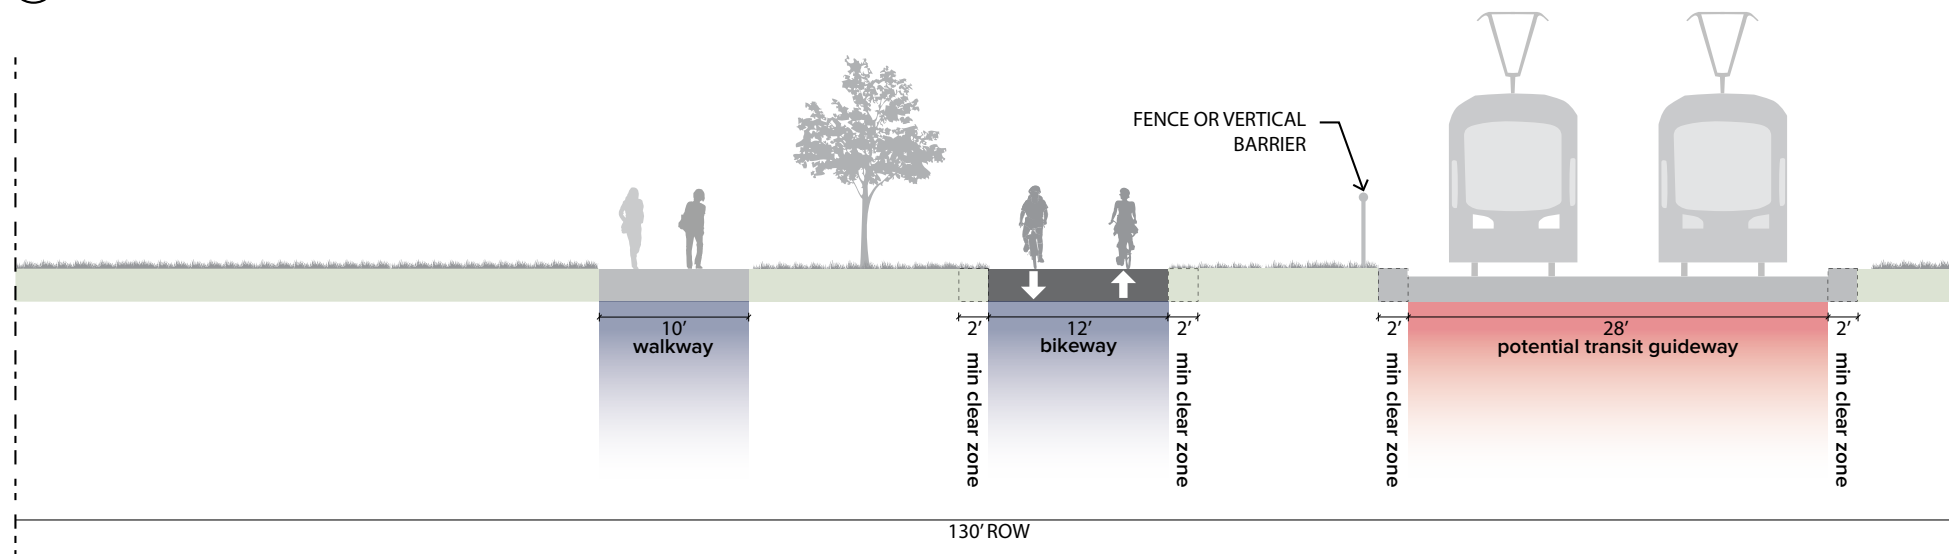 FENCE OR VERTICAL
BARRIER
10’
walkway
2’
min clear zone
12’
bikeway
2’
min clear zone
2’
min clear zone
28’
potential transit guideway
2’
min clear zone
130’ ROW